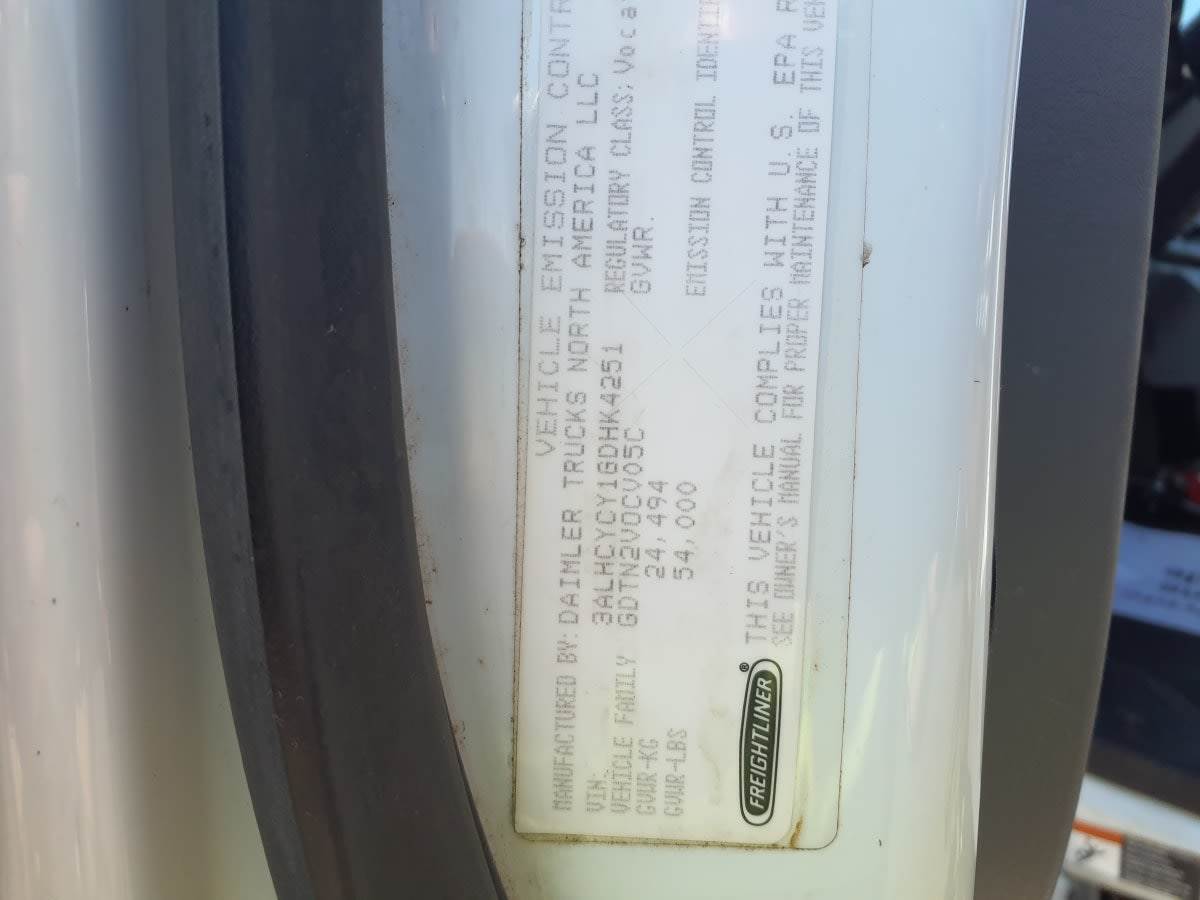 VEHICLE EMISSION CONTR
MANUFACTURED BY: DAIMLER TRUCKS NORTH AMERICA LLC
VIN: 3ALHCYCY1GDHK4251 REGULATORY CLASS: Voca
VEHICLE FAMILY GDTN2VOCV05C GVWR.
GVWR-KG 24,494
GVWR-LBS 54,000 EMISSION CONTROL IDENTIF
THIS VEHICLE COMPLIES WITH U.S. EPA R
SEE OWNER'S MANUAL FOR PROPER MAINTENANCE OF THIS VEH
FREIGHTLINER®